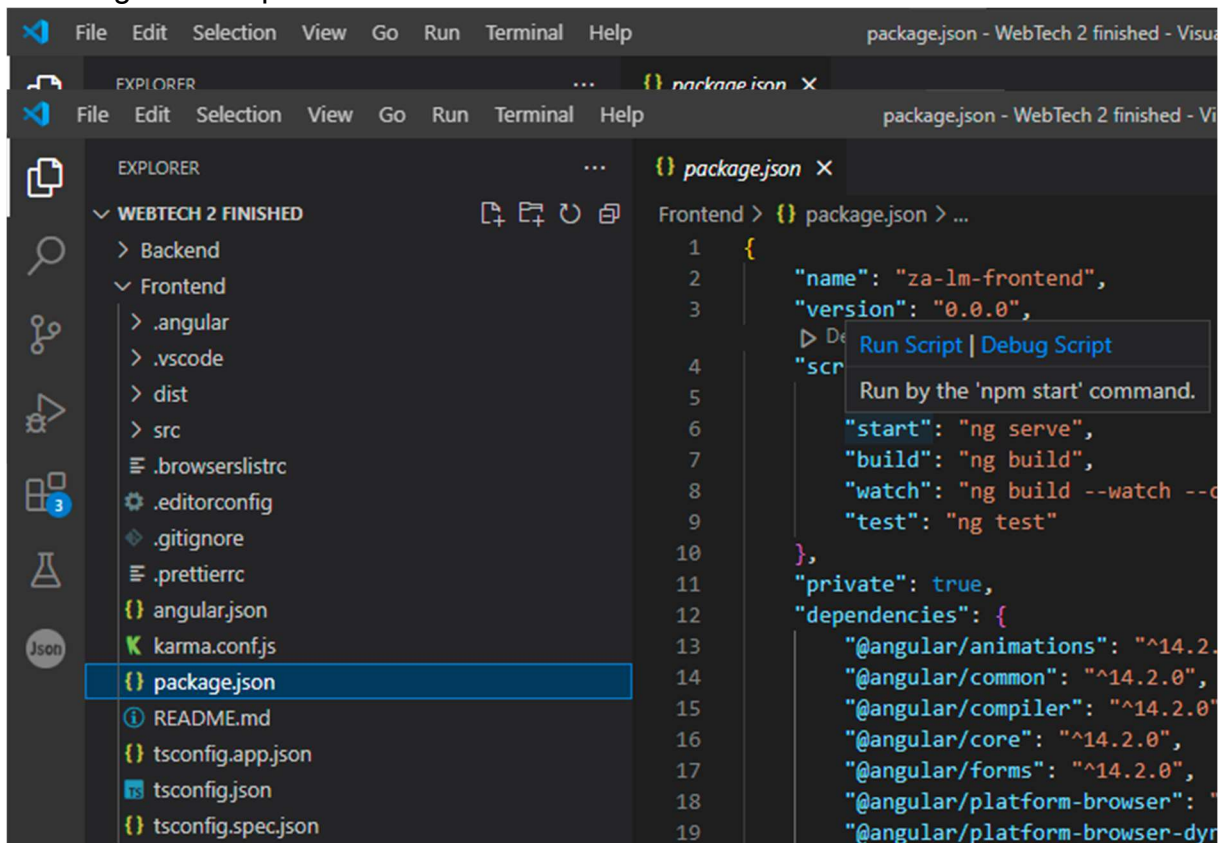 File Edit Selection View Go Run Terminal Help package.json - WebTech 2 finished - Visua
EXPLORER ... {} package.json ×
File Edit Selection View Go Run Terminal Help package.json - WebTech 2 finished - Vi
EXPLORER ... {} package.json ×
WEBTECH 2 FINISHED Frontend > {} package.json > ...
> Backend 1 {
Frontend 2 "name": "za-lm-frontend",
3 "version": "0.0.0",
> .angular
> .vscode
> dist
> src
.browserslistrc
.editorconfig
.gitignore
.prettierrc
{} angular.json
karma.conf.js
{} package.json
README.md
{} tsconfig.app.json
TS tsconfig.json
{} tsconfig.spec.json
3
Json
De
Run Script | Debug Script
Run by the 'npm start' command.
4 "scr
5
6 "start": "ng serve",
7 "build": "ng build",
8 "watch": "ng build --watch --c
9 "test": "ng test"
10 },
11 "private": true,
12 "dependencies": {
13 "@angular/animations": "^14.2.
14 "@angular/common": "^14.2.0",
15 "@angular/compiler": "^14.2.0"
16 "@angular/core": "^14.2.0",
17 "@angular/forms": "^14.2.0",
18 "@angular/platform-browser": "
19 "@angular/platform-browser-dyn